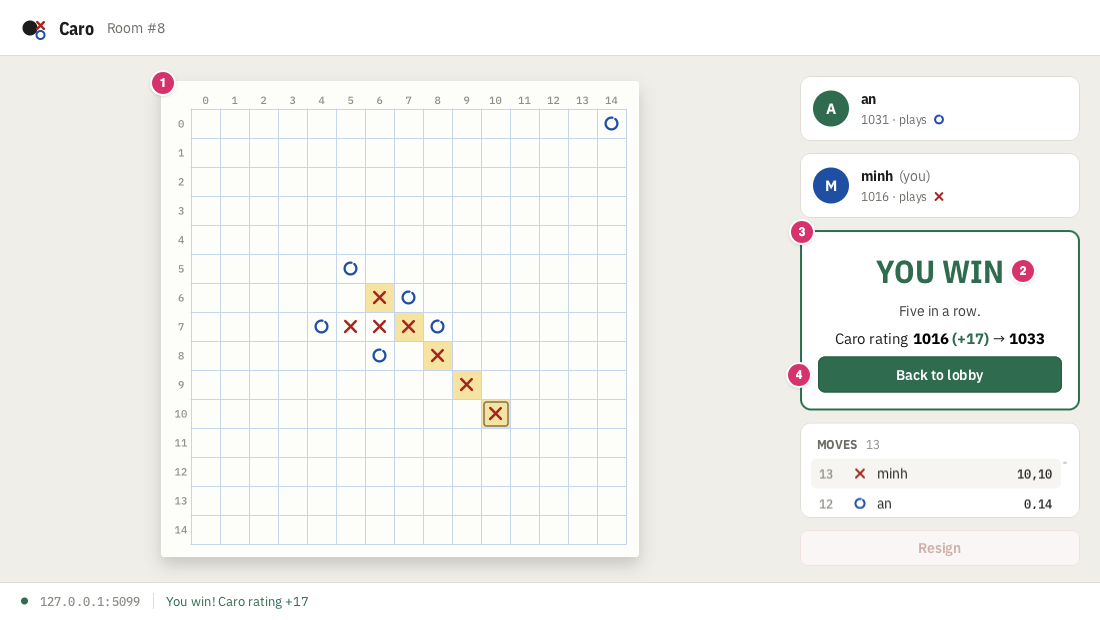 Caro Room #8
1
0 1 2 3 4 5 6 7 8 9 10 11 12 13 14
0
1
2
3
4
5
6
7
8
9
10
11
12
13
14
A
an
1031 · plays
M
minh (you)
1016 · plays
3
YOU WIN 2
Five in a row.
Caro rating 1016 (+17) → 1033
4 Back to lobby
MOVES 13
13 minh 10,10
12 an 0,14
Resign
127.0.0.1:5099 You win! Caro rating +17